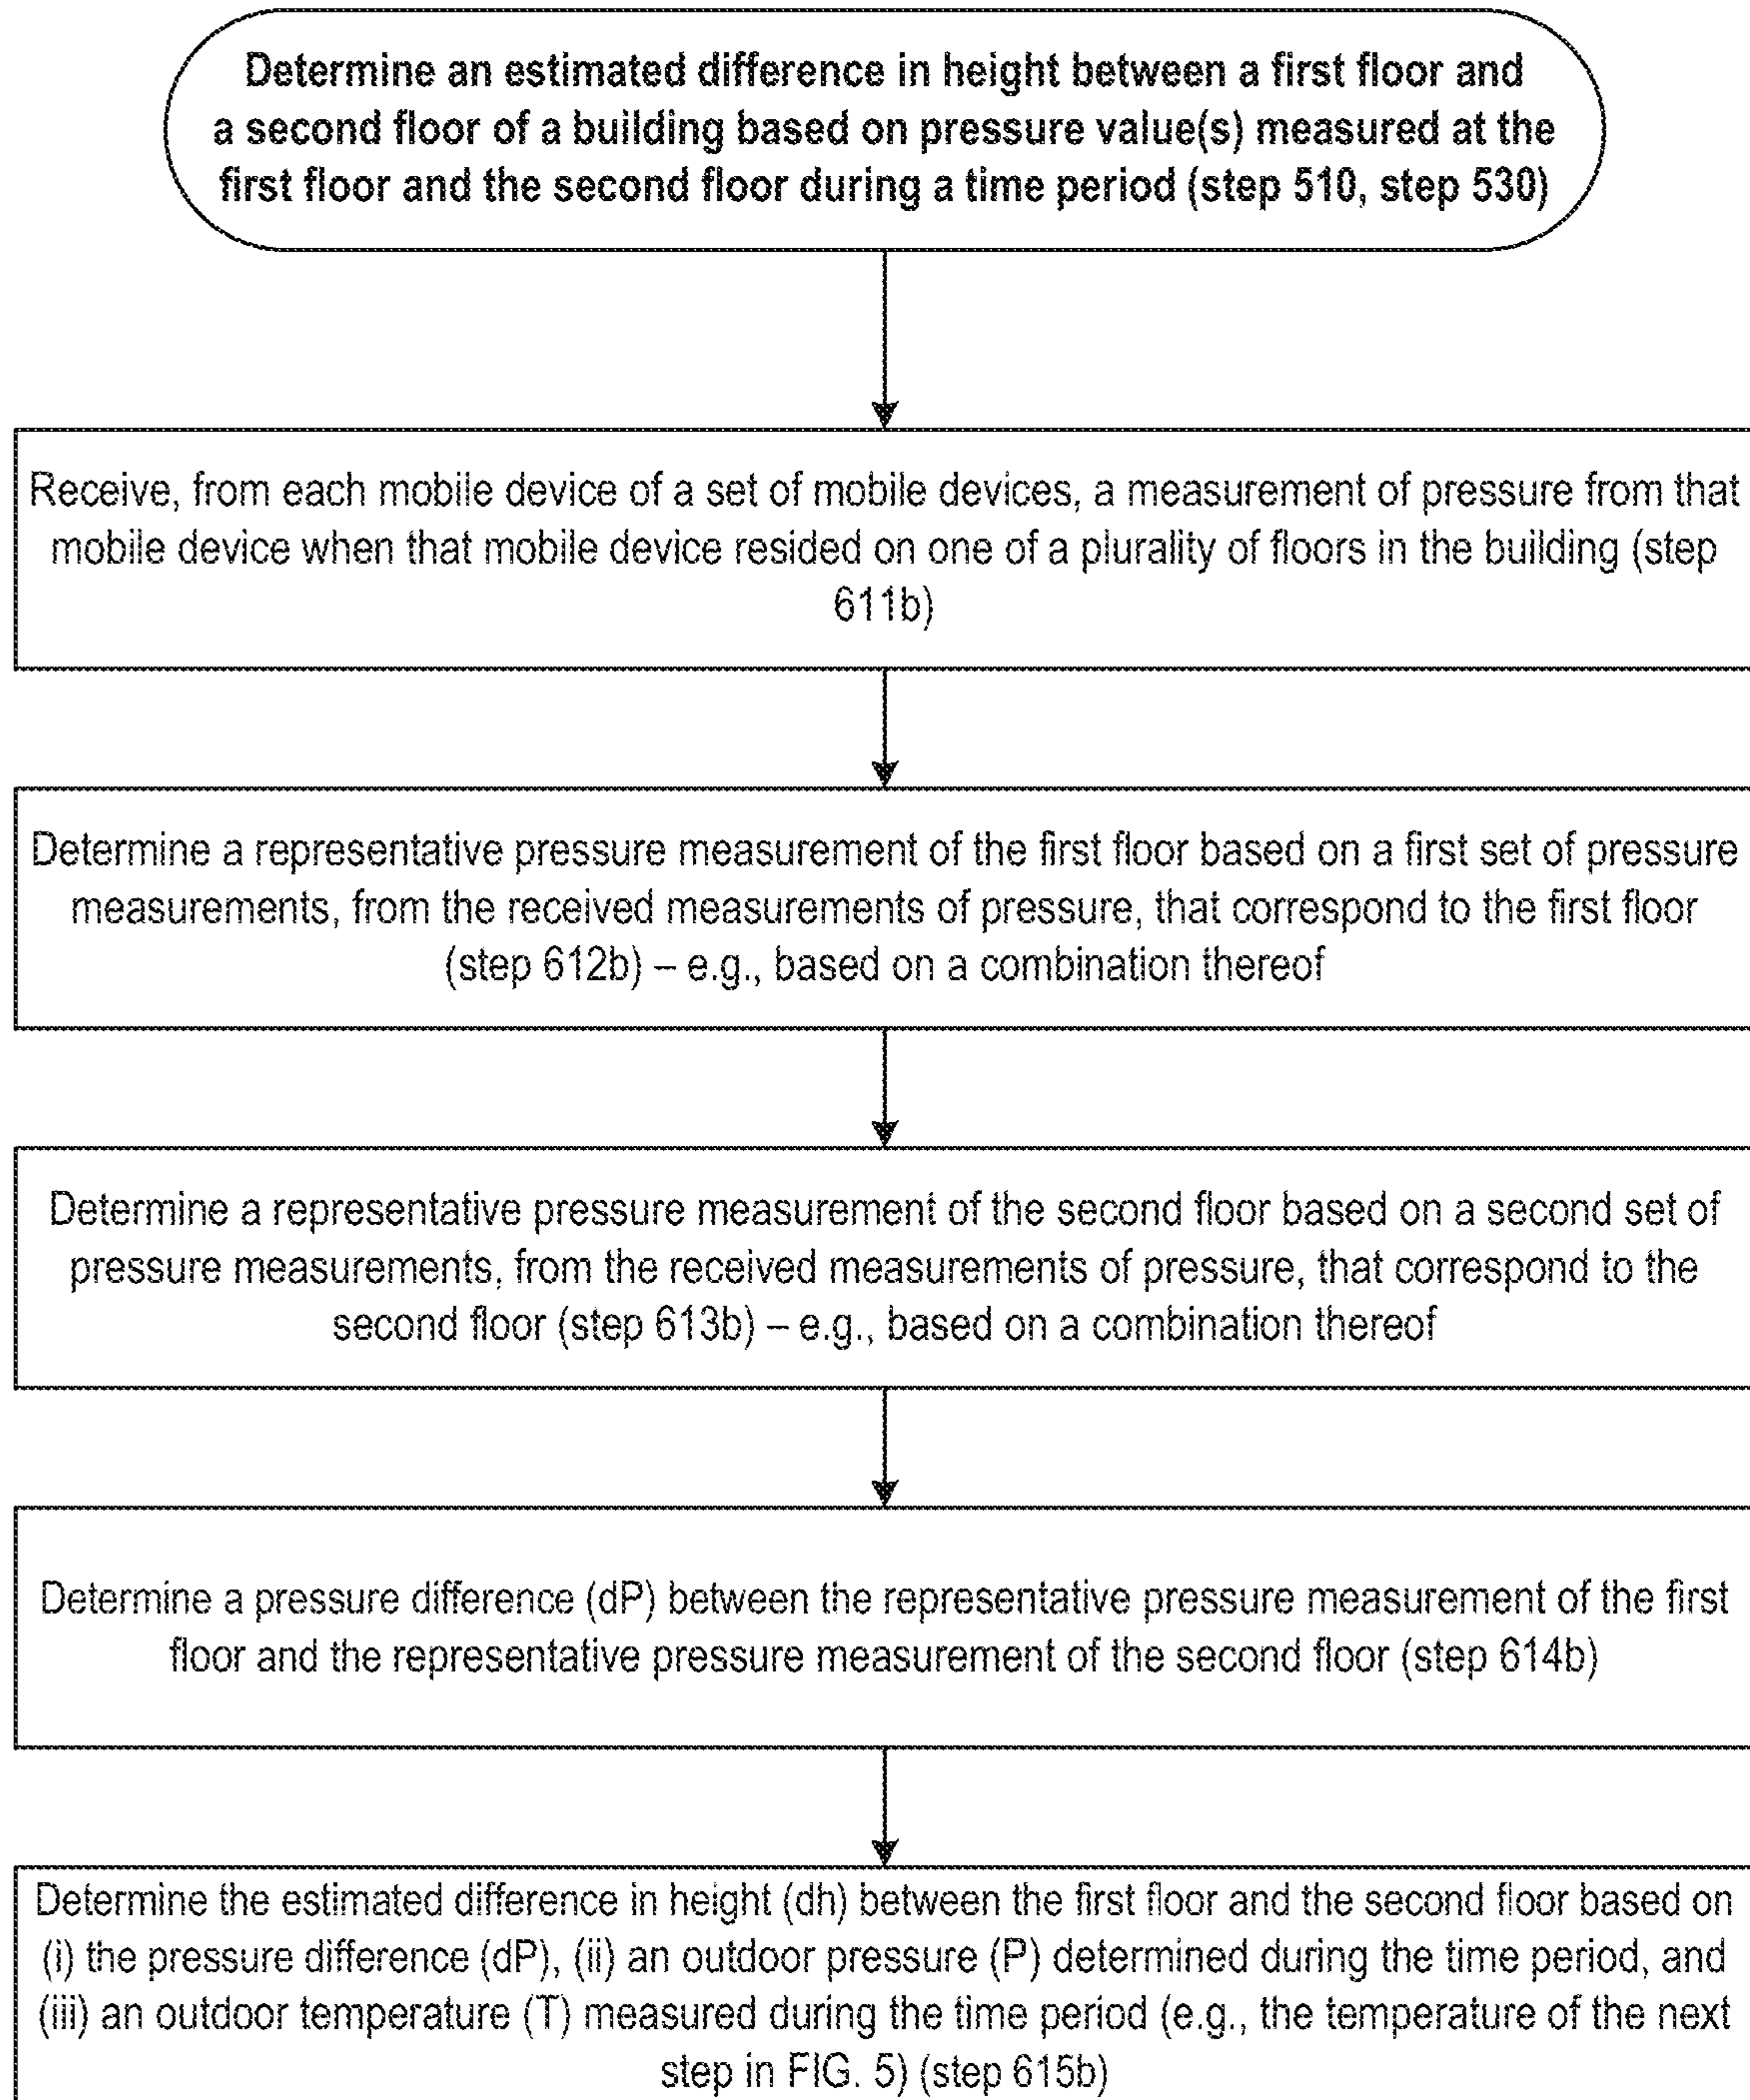 Determine an estimated difference in height between a first floor and
a second floor of a building based on pressure value(s) measured at the
first floor and the second floor during a time period (step 510, step 530)
Receive, from each mobile device of a set of mobile devices, a measurement of pressure from that
mobile device when that mobile device resided on one of a plurality of floors in the building (step
611b)
Determine a representative pressure measurement of the first floor based on a first set of pressure
measurements, from the received measurements of pressure, that correspond to the first floor
(step 612b) – e.g., based on a combination thereof
Determine a representative pressure measurement of the second floor based on a second set of
pressure measurements, from the received measurements of pressure, that correspond to the
second floor (step 613b) – e.g., based on a combination thereof
Determine a pressure difference (dP) between the representative pressure measurement of the first
floor and the representative pressure measurement of the second floor (step 614b)
Determine the estimated difference in height (dh) between the first floor and the second floor based on
(i) the pressure difference (dP), (ii) an outdoor pressure (P) determined during the time period, and
(iii) an outdoor temperature (T) measured during the time period (e.g., the temperature of the next
step in FIG. 5) (step 615b)